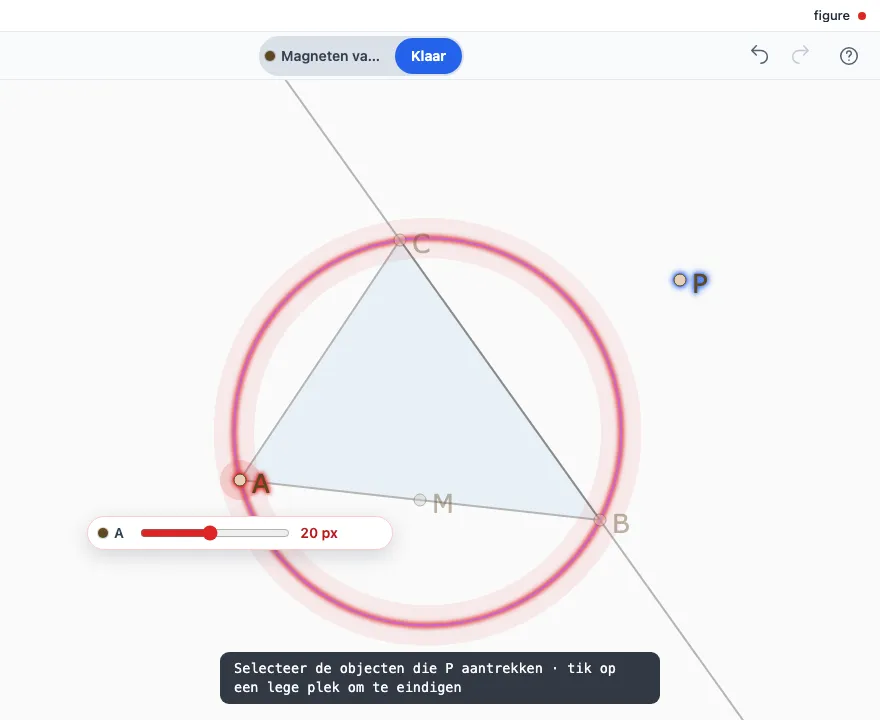 figure
Magneten va...
Klaar
C
P
A
M
B
A
20 px
Selecteer de objecten die P aantrekken · tik op
een lege plek om te eindigen